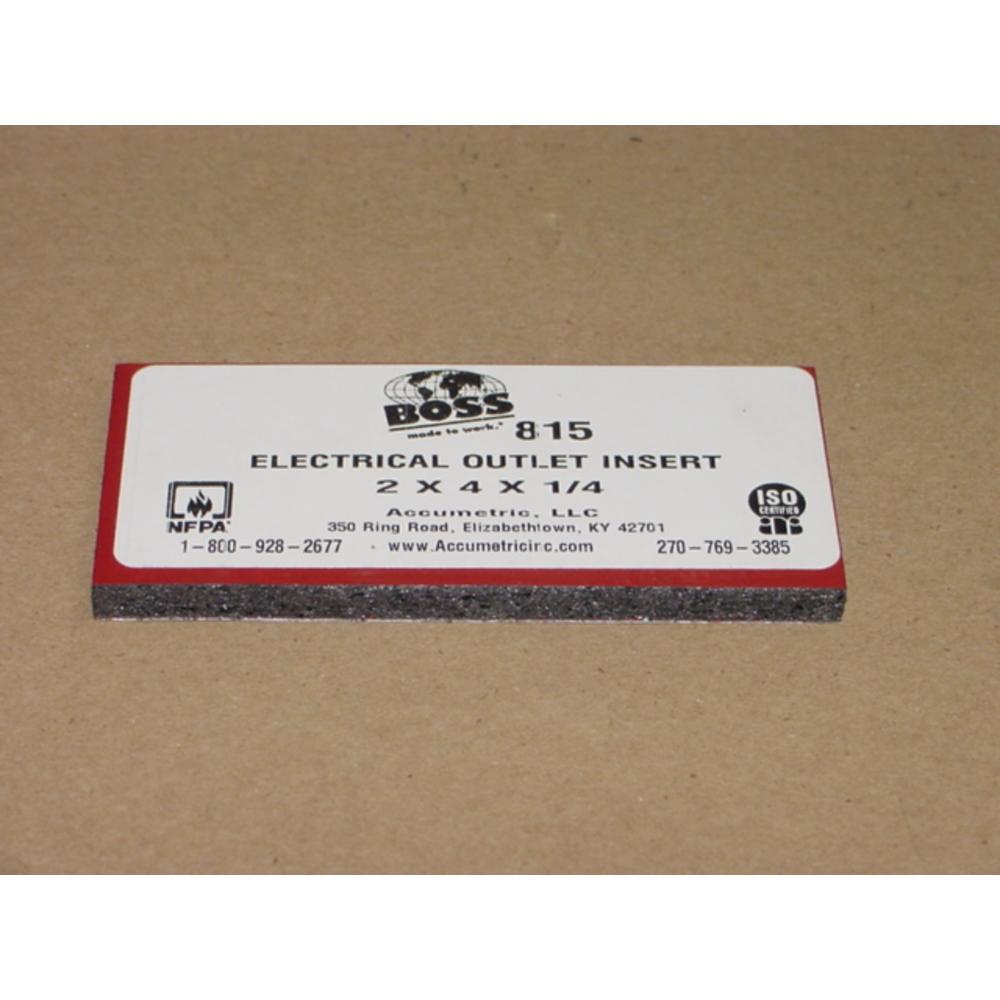 BOSS
made to work.®
815
ELECTRICAL OUTLET INSERT
2 X 4 X 1/4
Accumetric, LLC
350 Ring Road, Elizabethtown, KY 42701
NFPA
ISO
CERTIFIED
1-800-928-2677 · www.Accumetricinc.com 270-769-3385